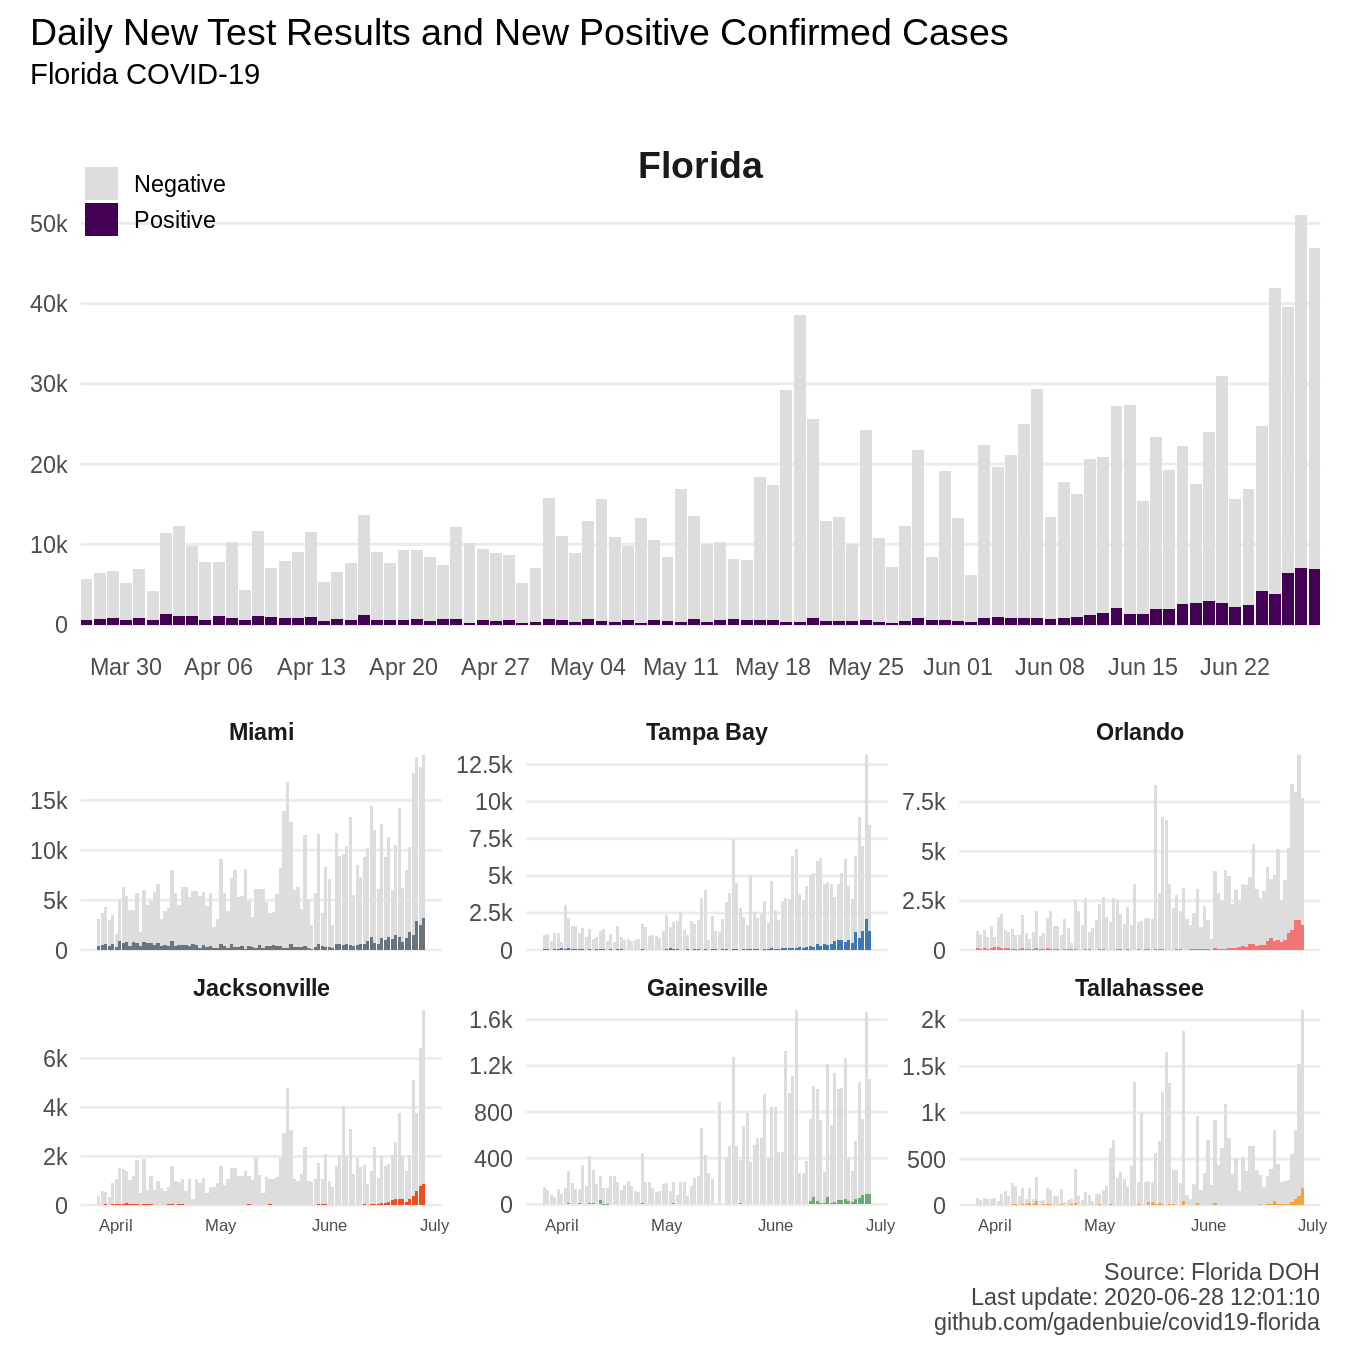 Daily New Test Results and New Positive Confirmed Cases
Florida COVID-19
Florida
Negative
Positive
50k
40k
30k
20k
10k
0
Mar 30 Apr 06 Apr 13 Apr 20 Apr 27 May 04 May 11 May 18 May 25 Jun 01 Jun 08 Jun 15 Jun 22
Miami
15k
10k
5k
0
Tampa Bay
12.5k
10k
7.5k
5k
2.5k
0
Orlando
7.5k
5k
2.5k
0
Jacksonville
6k
4k
2k
0
April May June July
Gainesville
1.6k
1.2k
800
400
0
April May June July
Tallahassee
2k
1.5k
1k
500
0
April May June July
Source: Florida DOH
Last update: 2020-06-28 12:01:10
github.com/gadenbuie/covid19-florida